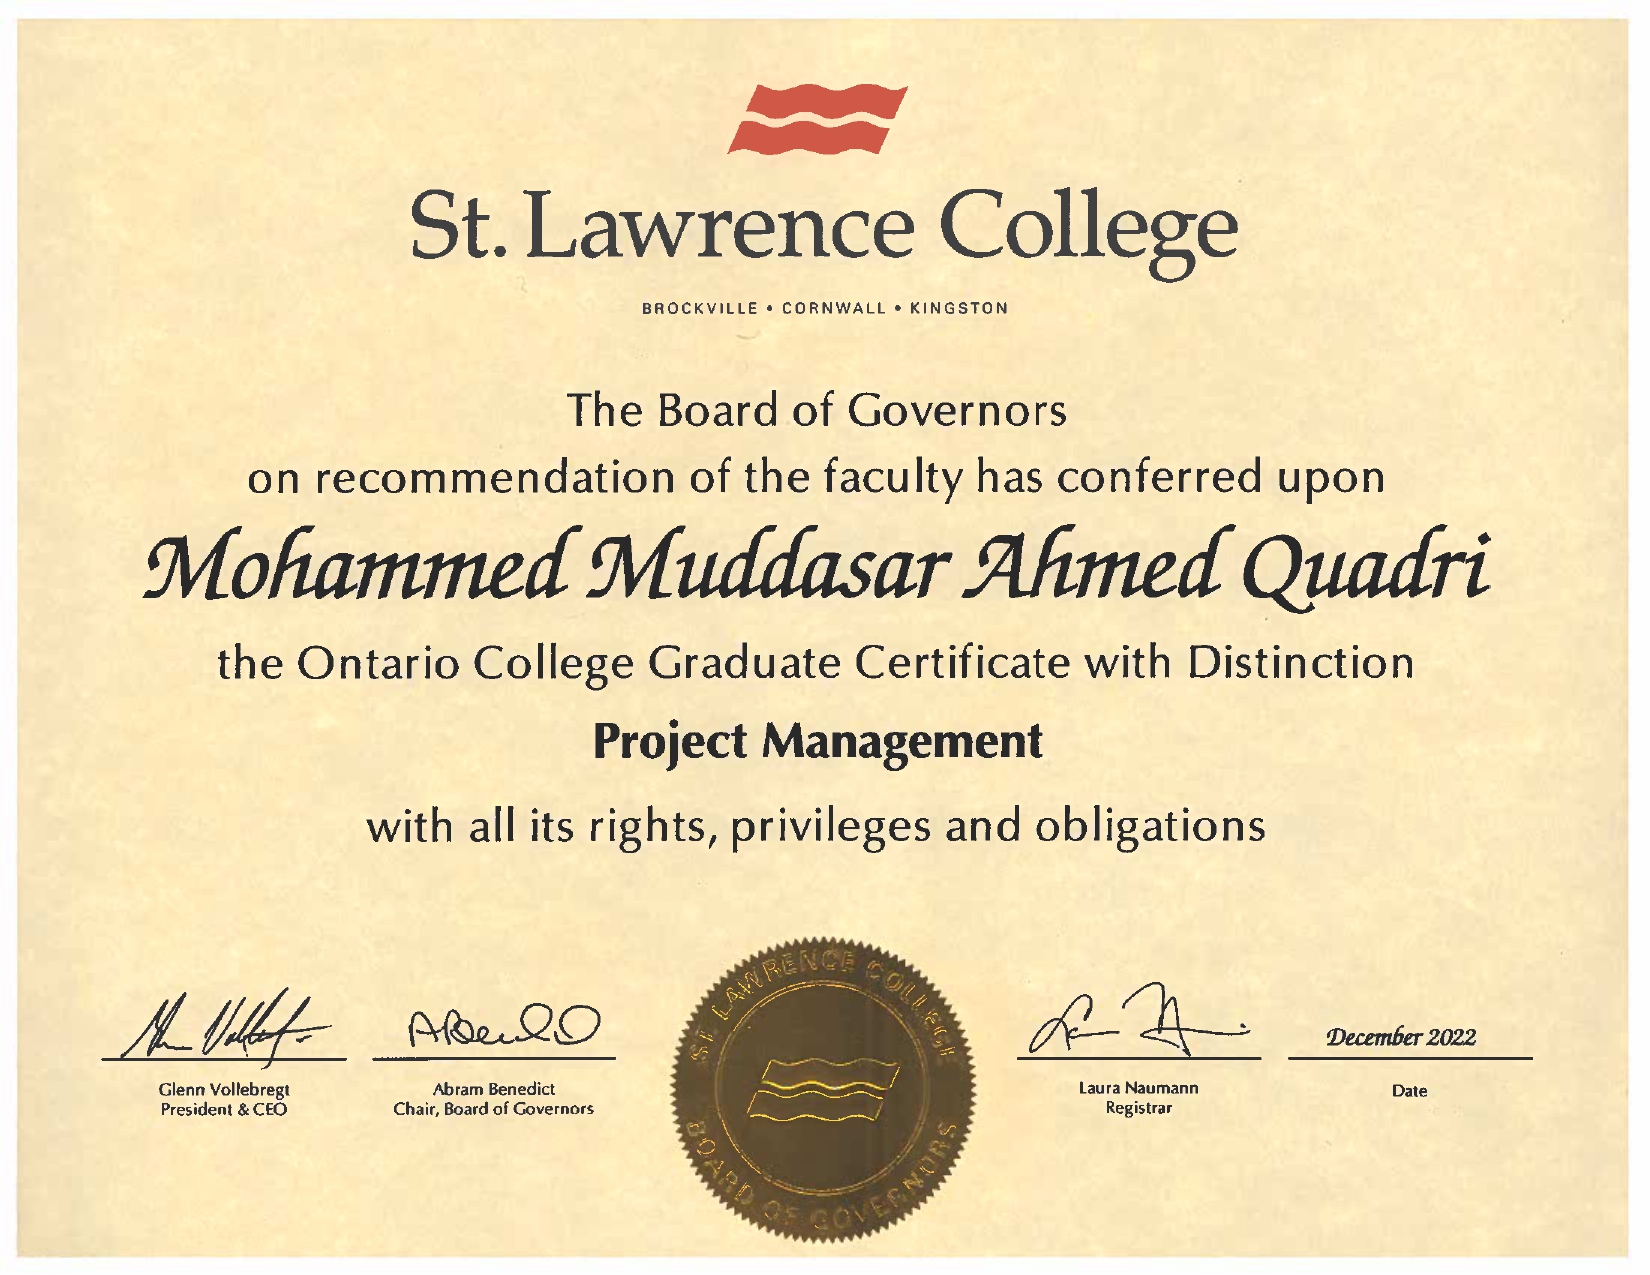 St. Lawrence College
BROCKVILLE • CORNWALL • KINGSTON
The Board of Governors
on recommendation of the faculty has conferred upon
Mohammed Muddasar Ahmed Quadri
the Ontario College Graduate Certificate with Distinction
Project Management
with all its rights, privileges and obligations
ST LAWRENCE COLLEGE
BOARD OF GOVERNORS
Glenn Vollebregt
President & CEO
Abram Benedict
Chair, Board of Governors
Laura Naumann
Registrar
December 2022
Date